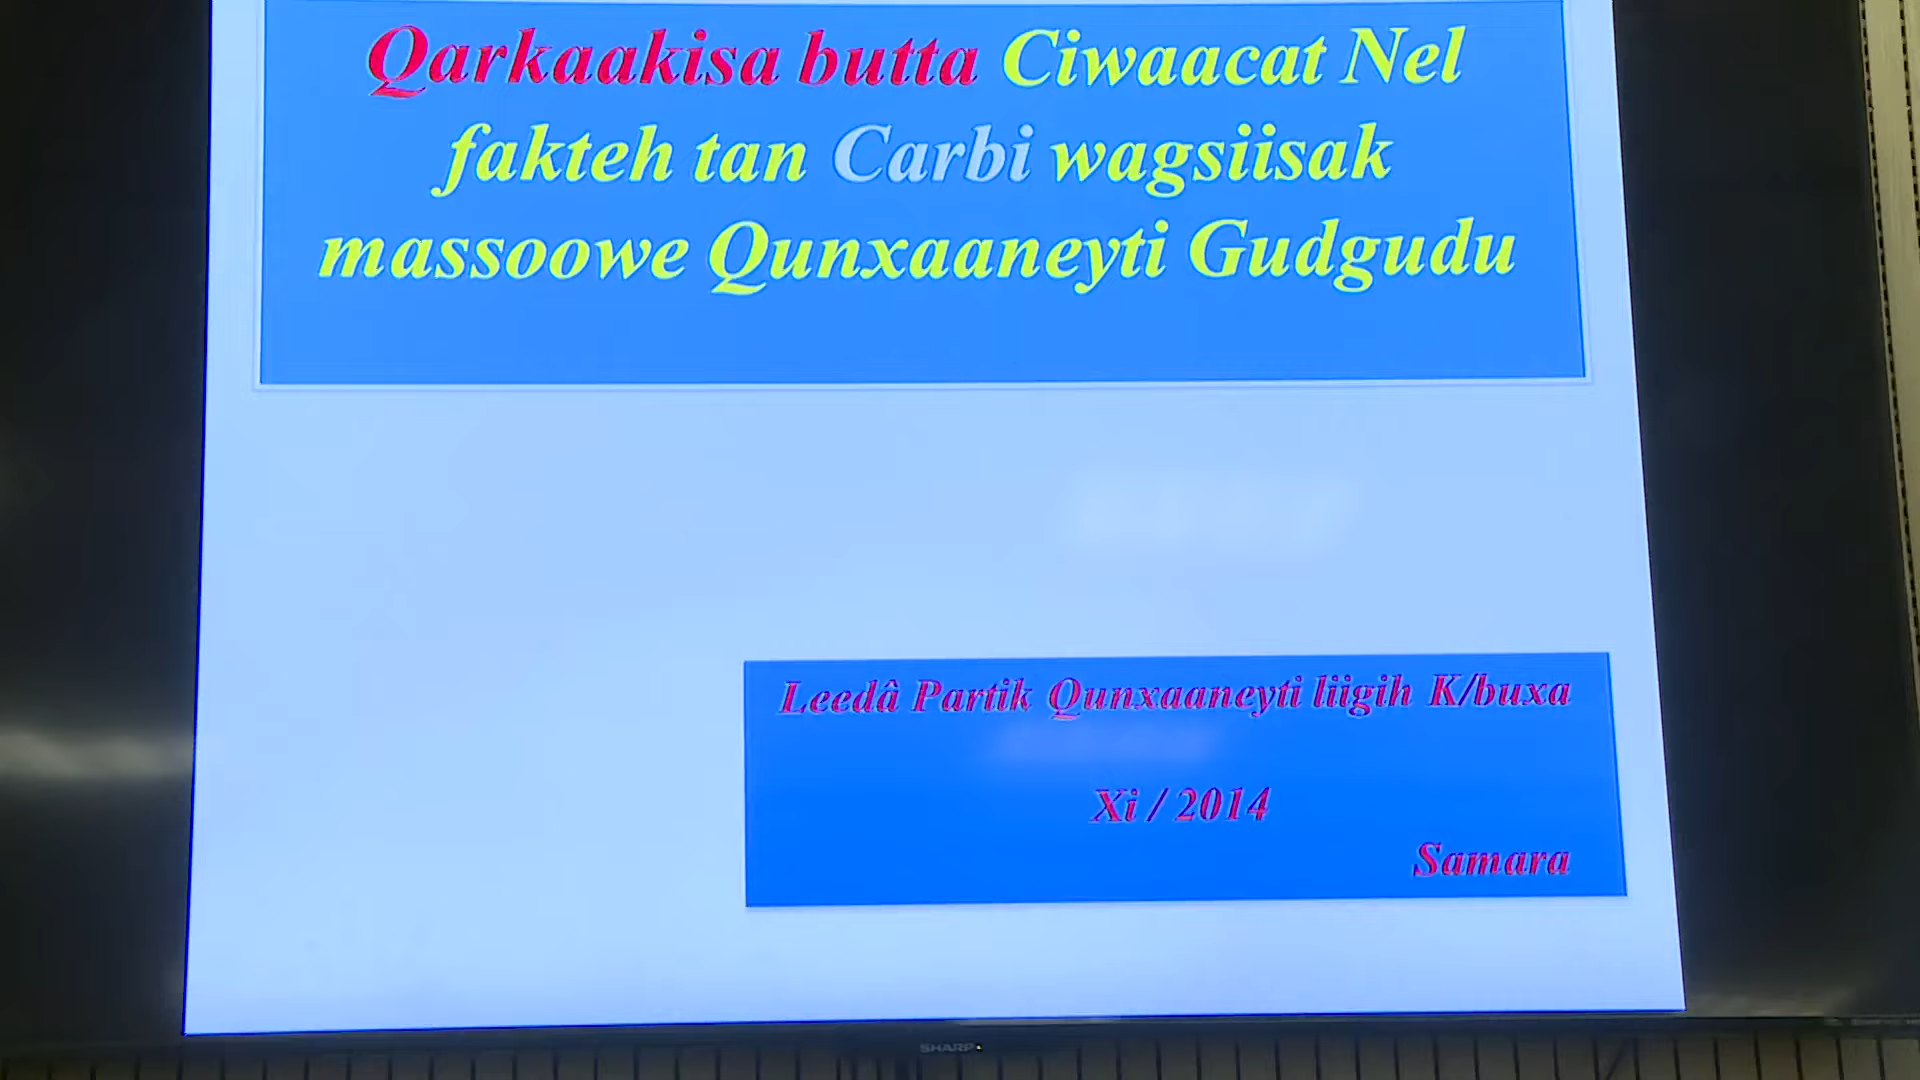 Qarkaakisa butta Ciwaacat Nel
fakteh tan Carbi wagsiisak
massoowe Qunxaaneyti Gudgudu
Leedâ Partik Qunxaaneyti liigih K/buxa
Xi / 2014
Samara
SHARP